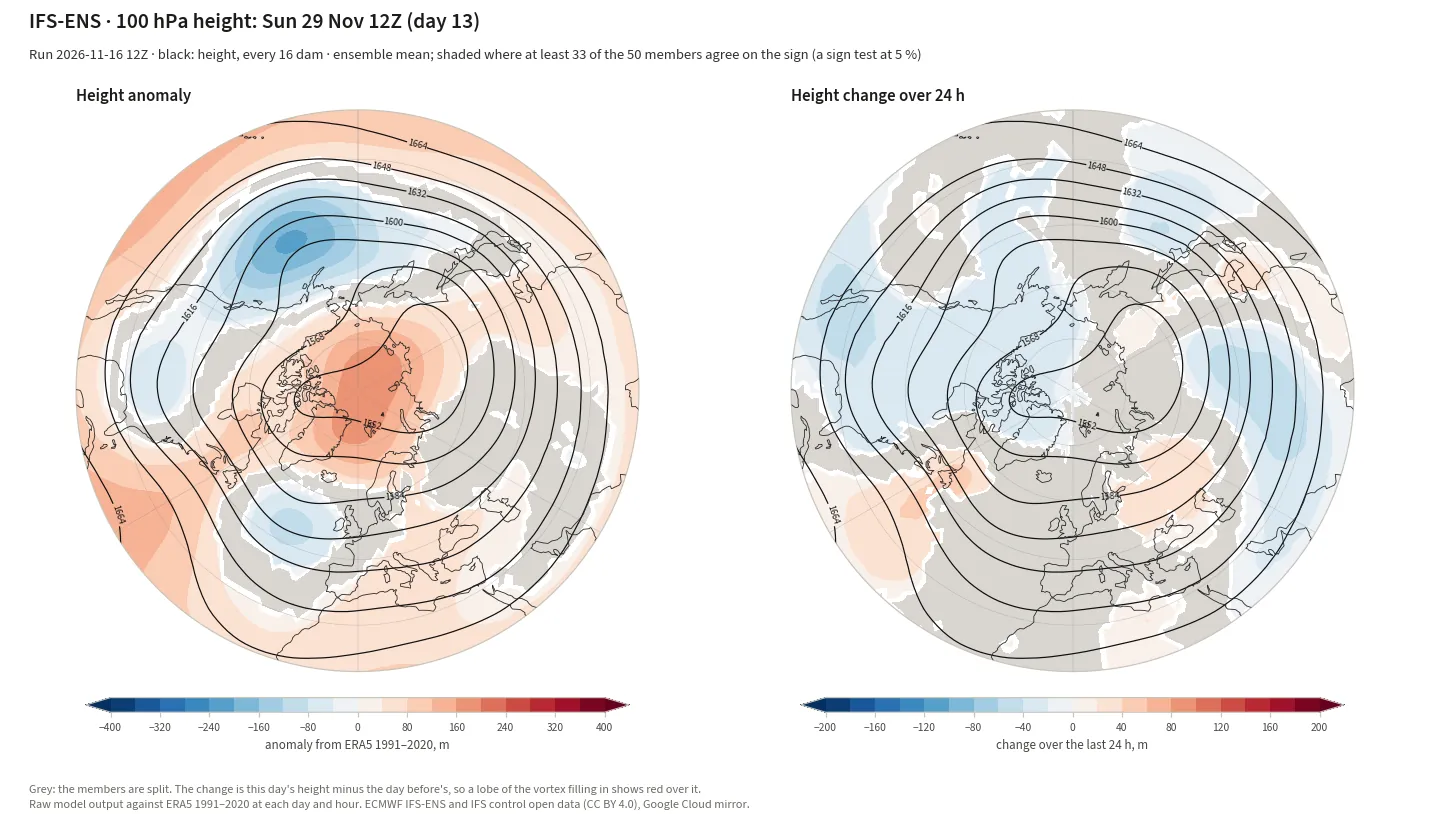 IFS-ENS · 100 hPa height: Sun 29 Nov 12Z (day 13)
Run 2026-11-16 12Z · black: height, every 16 dam · ensemble mean; shaded where at least 33 of the 50 members agree on the sign (a sign test at 5 %)
Height anomaly
Height change over 24 h
1664
1648
1632
1600
1616
1568
1552
1584
1664
1664
1648
1632
1600
1616
1568
1552
1584
1664
−400 −320 −240 −160 −80 0 80 160 240 320 400
anomaly from ERA5 1991–2020, m
−200 −160 −120 −80 −40 0 40 80 120 160 200
change over the last 24 h, m
Grey: the members are split. The change is this day's height minus the day before's, so a lobe of the vortex filling in shows red over it.
Raw model output against ERA5 1991–2020 at each day and hour. ECMWF IFS-ENS and IFS control open data (CC BY 4.0), Google Cloud mirror.